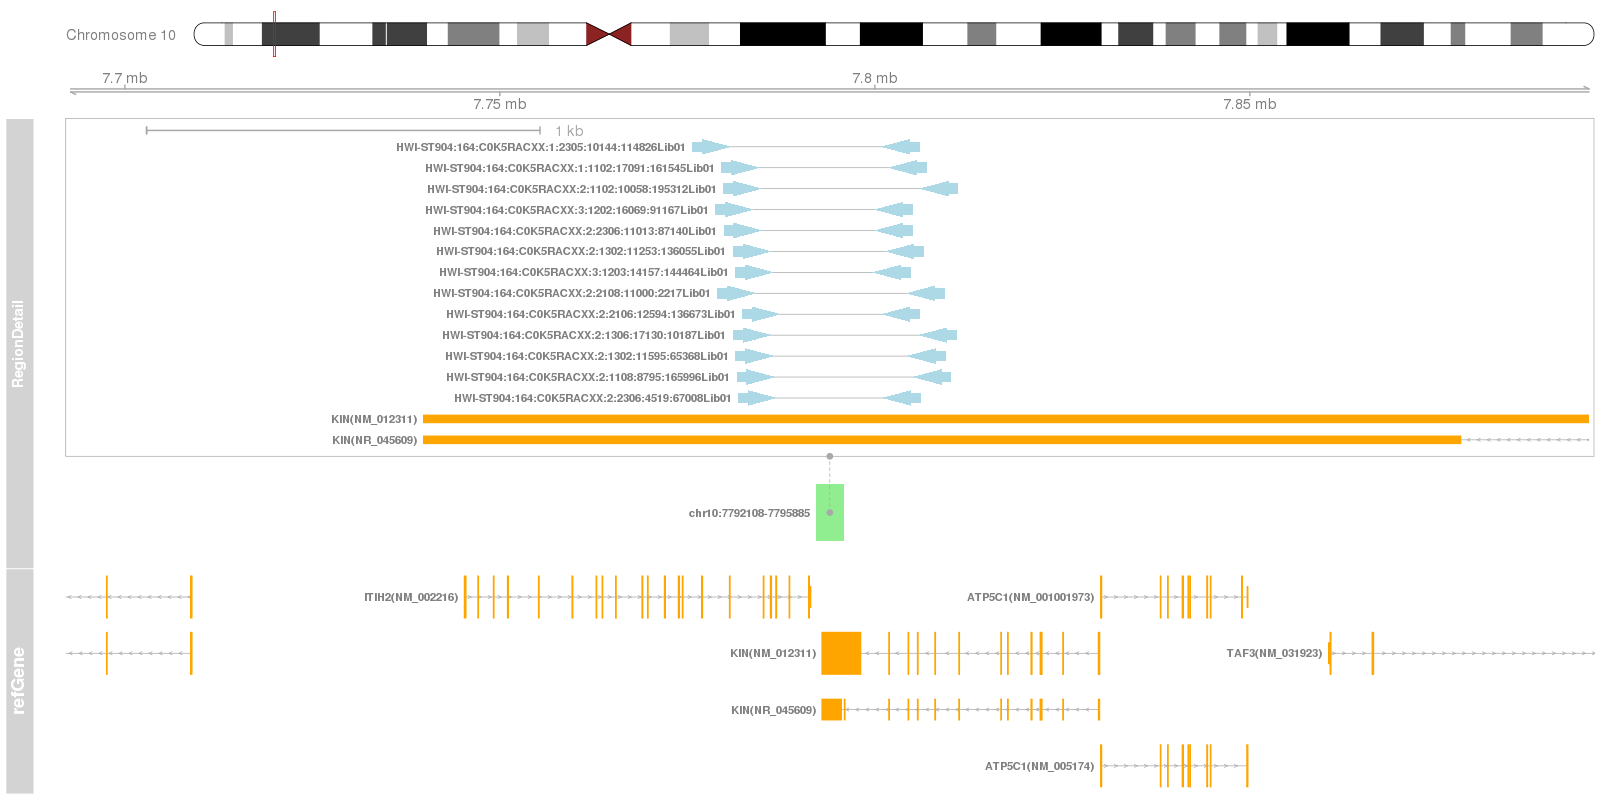 Chromosome 10
7.7 mb
7.8 mb
7.75 mb
7.85 mb
1 kb
HWI-ST904:164:C0K5RACXX:1:2305:10144:114826Lib01
HWI-ST904:164:C0K5RACXX:1:1102:17091:161545Lib01
HWI-ST904:164:C0K5RACXX:2:1102:10058:195312Lib01
HWI-ST904:164:C0K5RACXX:3:1202:16069:91167Lib01
HWI-ST904:164:C0K5RACXX:2:2306:11013:87140Lib01
HWI-ST904:164:C0K5RACXX:2:1302:11253:136055Lib01
HWI-ST904:164:C0K5RACXX:3:1203:14157:144464Lib01
HWI-ST904:164:C0K5RACXX:2:2108:11000:2217Lib01
HWI-ST904:164:C0K5RACXX:2:2106:12594:136673Lib01
HWI-ST904:164:C0K5RACXX:2:1306:17130:10187Lib01
HWI-ST904:164:C0K5RACXX:2:1302:11595:65368Lib01
HWI-ST904:164:C0K5RACXX:2:1108:8795:165996Lib01
HWI-ST904:164:C0K5RACXX:2:2306:4519:67008Lib01
KIN(NM_012311)
KIN(NR_045609)
RegionDetail
chr10:7792108-7795885
ITIH2(NM_002216)
ATP5C1(NM_001001973)
KIN(NM_012311)
TAF3(NM_031923)
refGene
KIN(NR_045609)
ATP5C1(NM_005174)